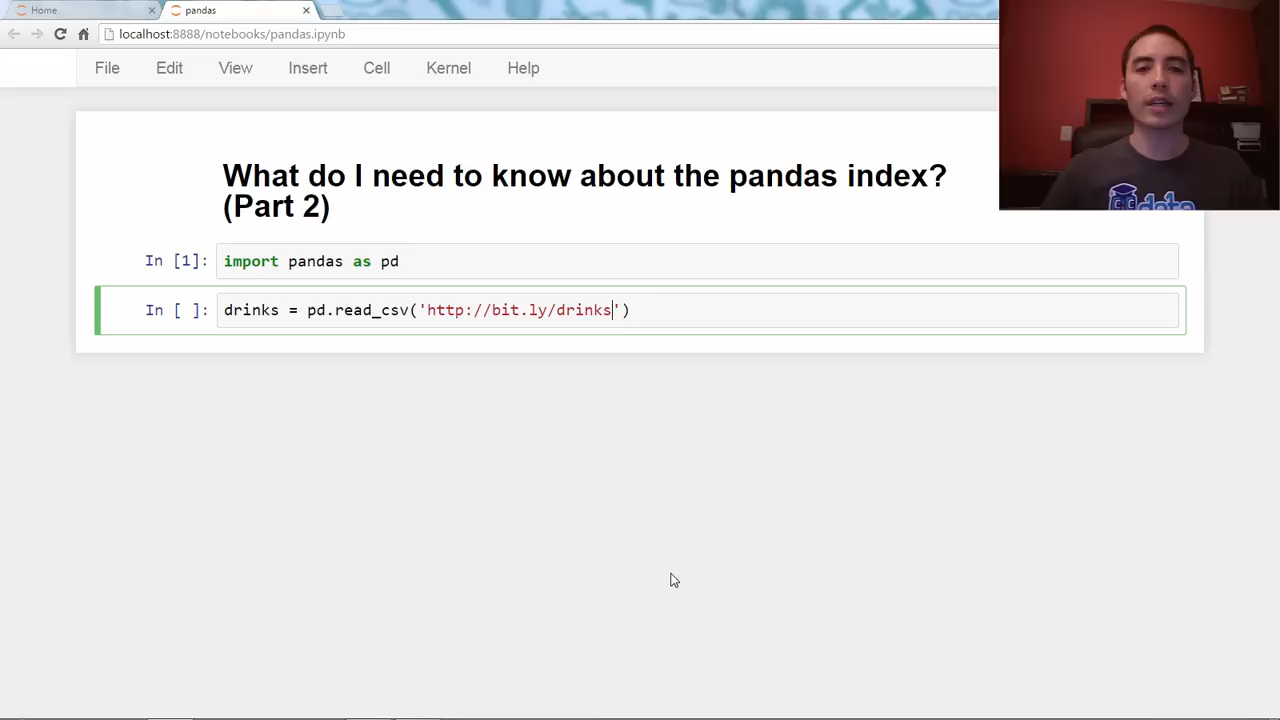 Home
pandas
localhost:8888/notebooks/pandas.ipynb
File Edit View Insert Cell Kernel Help
What do I need to know about the pandas index?
(Part 2)
In [1]: import pandas as pd
In [ ]: drinks = pd.read_csv('http://bit.ly/drinks')
data